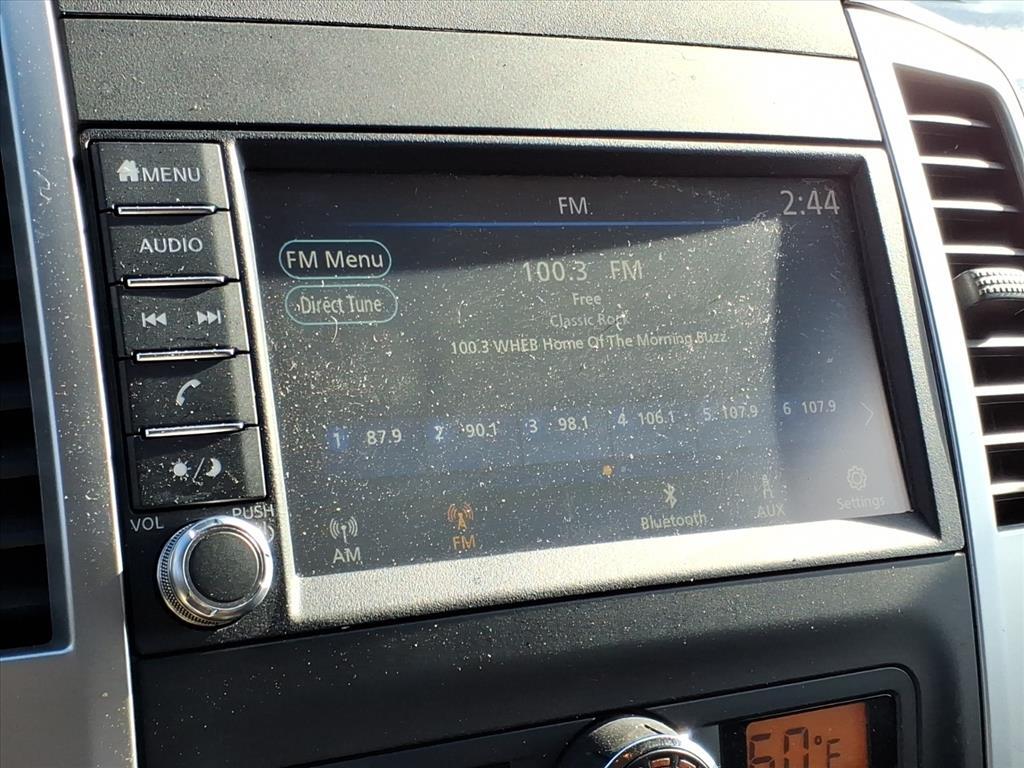 MENU
AUDIO
VOL
PUSH
FM
2:44
FM Menu
Direct Tune
100.3 FM
Free
Classic Rock
100.3 WHEB Home Of The Morning Buzz
1 87.9 2 90.1 3 98.1 4 106.1 5 107.9 6 107.9
AM
FM
Bluetooth
AUX
Settings
60°F